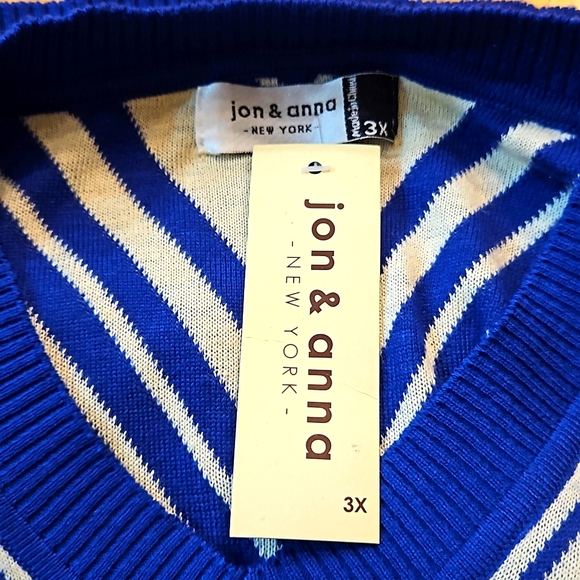 jon & anna
- NEW YORK -
Made in China
3X
jon & anna
- NEW YORK -
3X